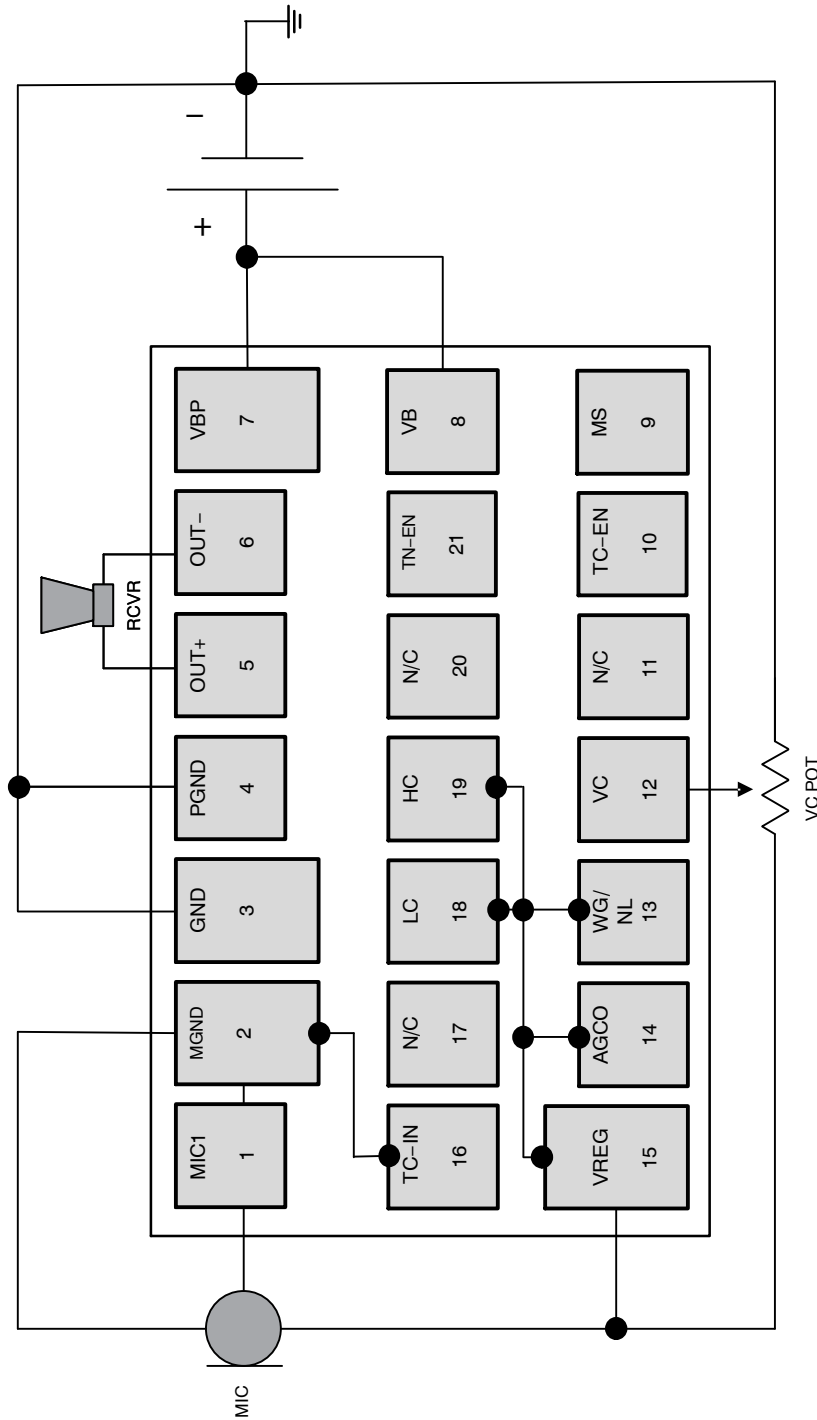 MIC
MIC1
1
MGND
2
GND
3
PGND
4
OUT+
5
OUT−
6
VBP
7
RCVR
+
−
TC−IN
16
N/C
17
LC
18
HC
19
N/C
20
TN−EN
21
VB
8
VREG
15
AGCO
14
WG/
NL
13
VC
12
N/C
11
TC−EN
10
MS
9
VC POT